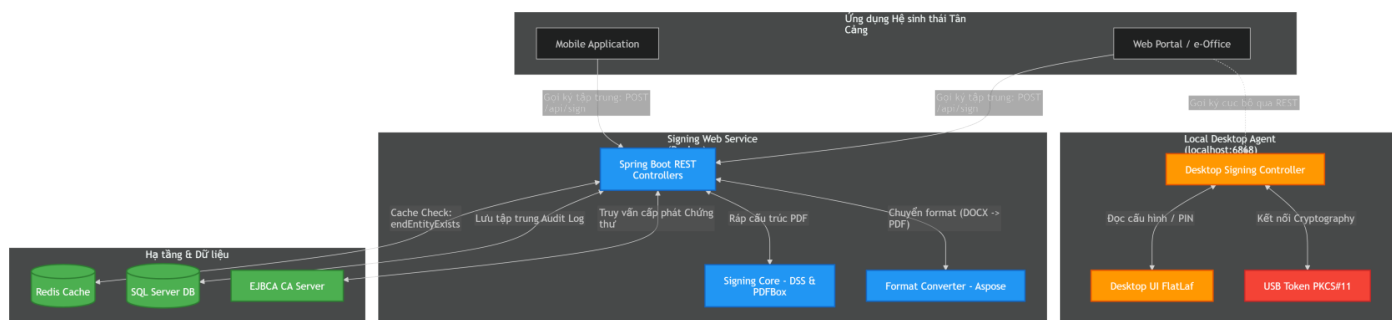 Ứng dụng Hệ sinh thái Tân
Cảng
Mobile Application
Web Portal / e-Office
Gọi ký tập trung: POST
/api/sign
Gọi ký tập trung: POST
/api/sign
Gọi ký cục bộ qua REST
Signing Web Service
Spring Boot REST
Controllers
Local Desktop Agent
(localhost:6868)
Desktop Signing Controller
Cache Check:
endEntityExists
Lưu tập trung Audit Log
Truy vấn cấp phát Chứng
thư
Ráp cấu trúc PDF
Chuyển format (DOCX ->
PDF)
Đọc cấu hình / PIN
Kết nối Cryptography
Hạ tầng & Dữ liệu
Redis Cache
SQL Server DB
EJBCA CA Server
Signing Core - DSS &
PDFBox
Format Converter - Aspose
Desktop UI FlatLaf
USB Token PKCS#11